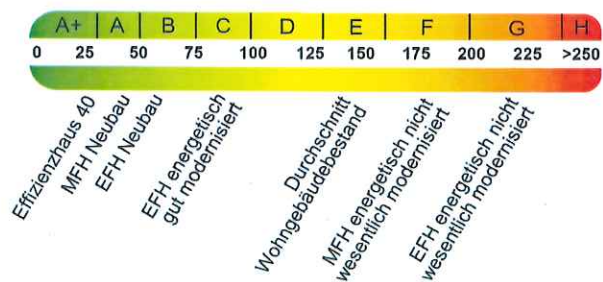 A+ A B C D E F G H
0 25 50 75 100 125 150 175 200 225 >250
Effizienzhaus 40
MFH Neubau
EFH Neubau
EFH energetisch
gut modernisiert
Durchschnitt
Wohngebäudebestand
MFH energetisch nicht
wesentlich modernisiert
EFH energetisch nicht
wesentlich modernisiert